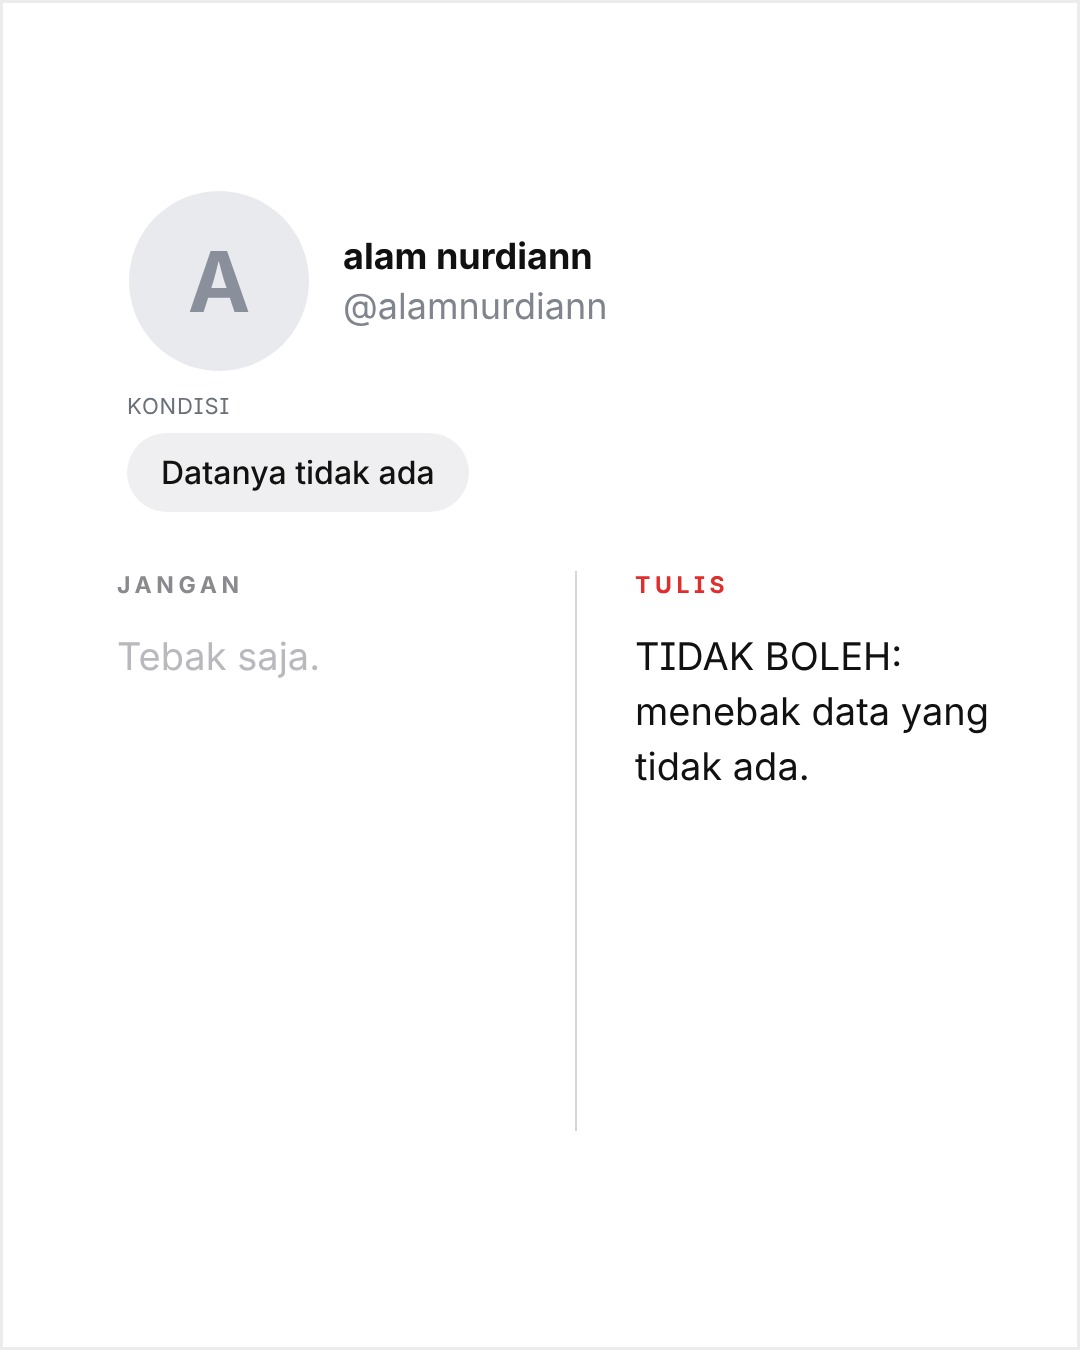 A
alam nurdiann
@alamnurdiann
KONDISI
Datanya tidak ada
JANGAN
Tebak saja.
TULIS
TIDAK BOLEH:
menebak data yang
tidak ada.